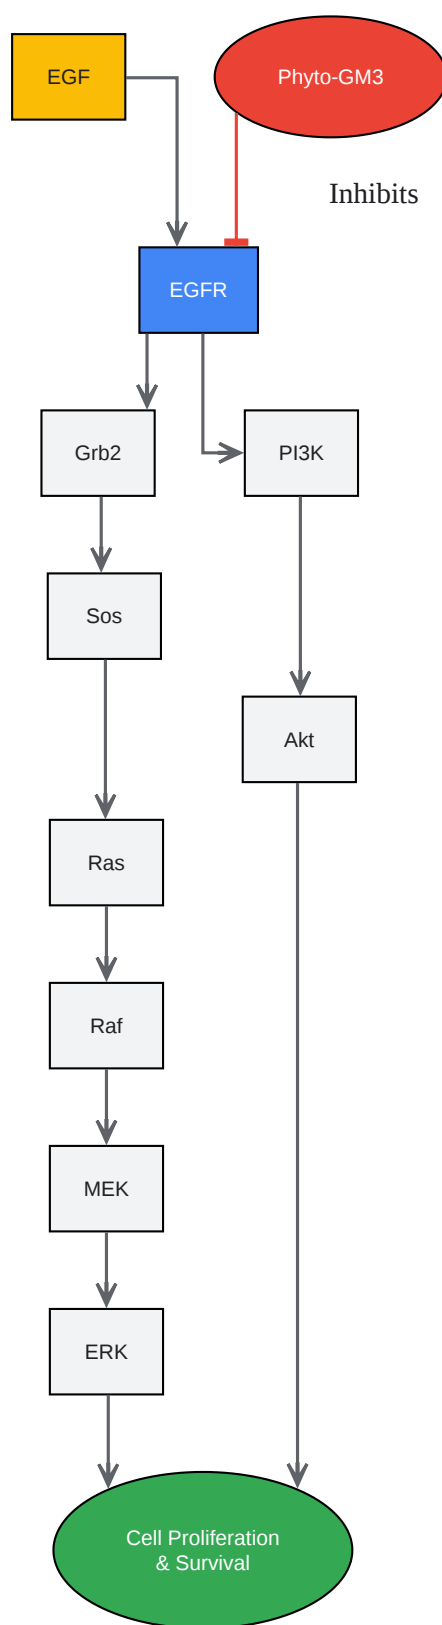 EGF
Phyto-GM3
Inhibits
EGFR
Grb2
PI3K
Sos
Akt
Ras
Raf
MEK
ERK
Cell Proliferation
& Survival